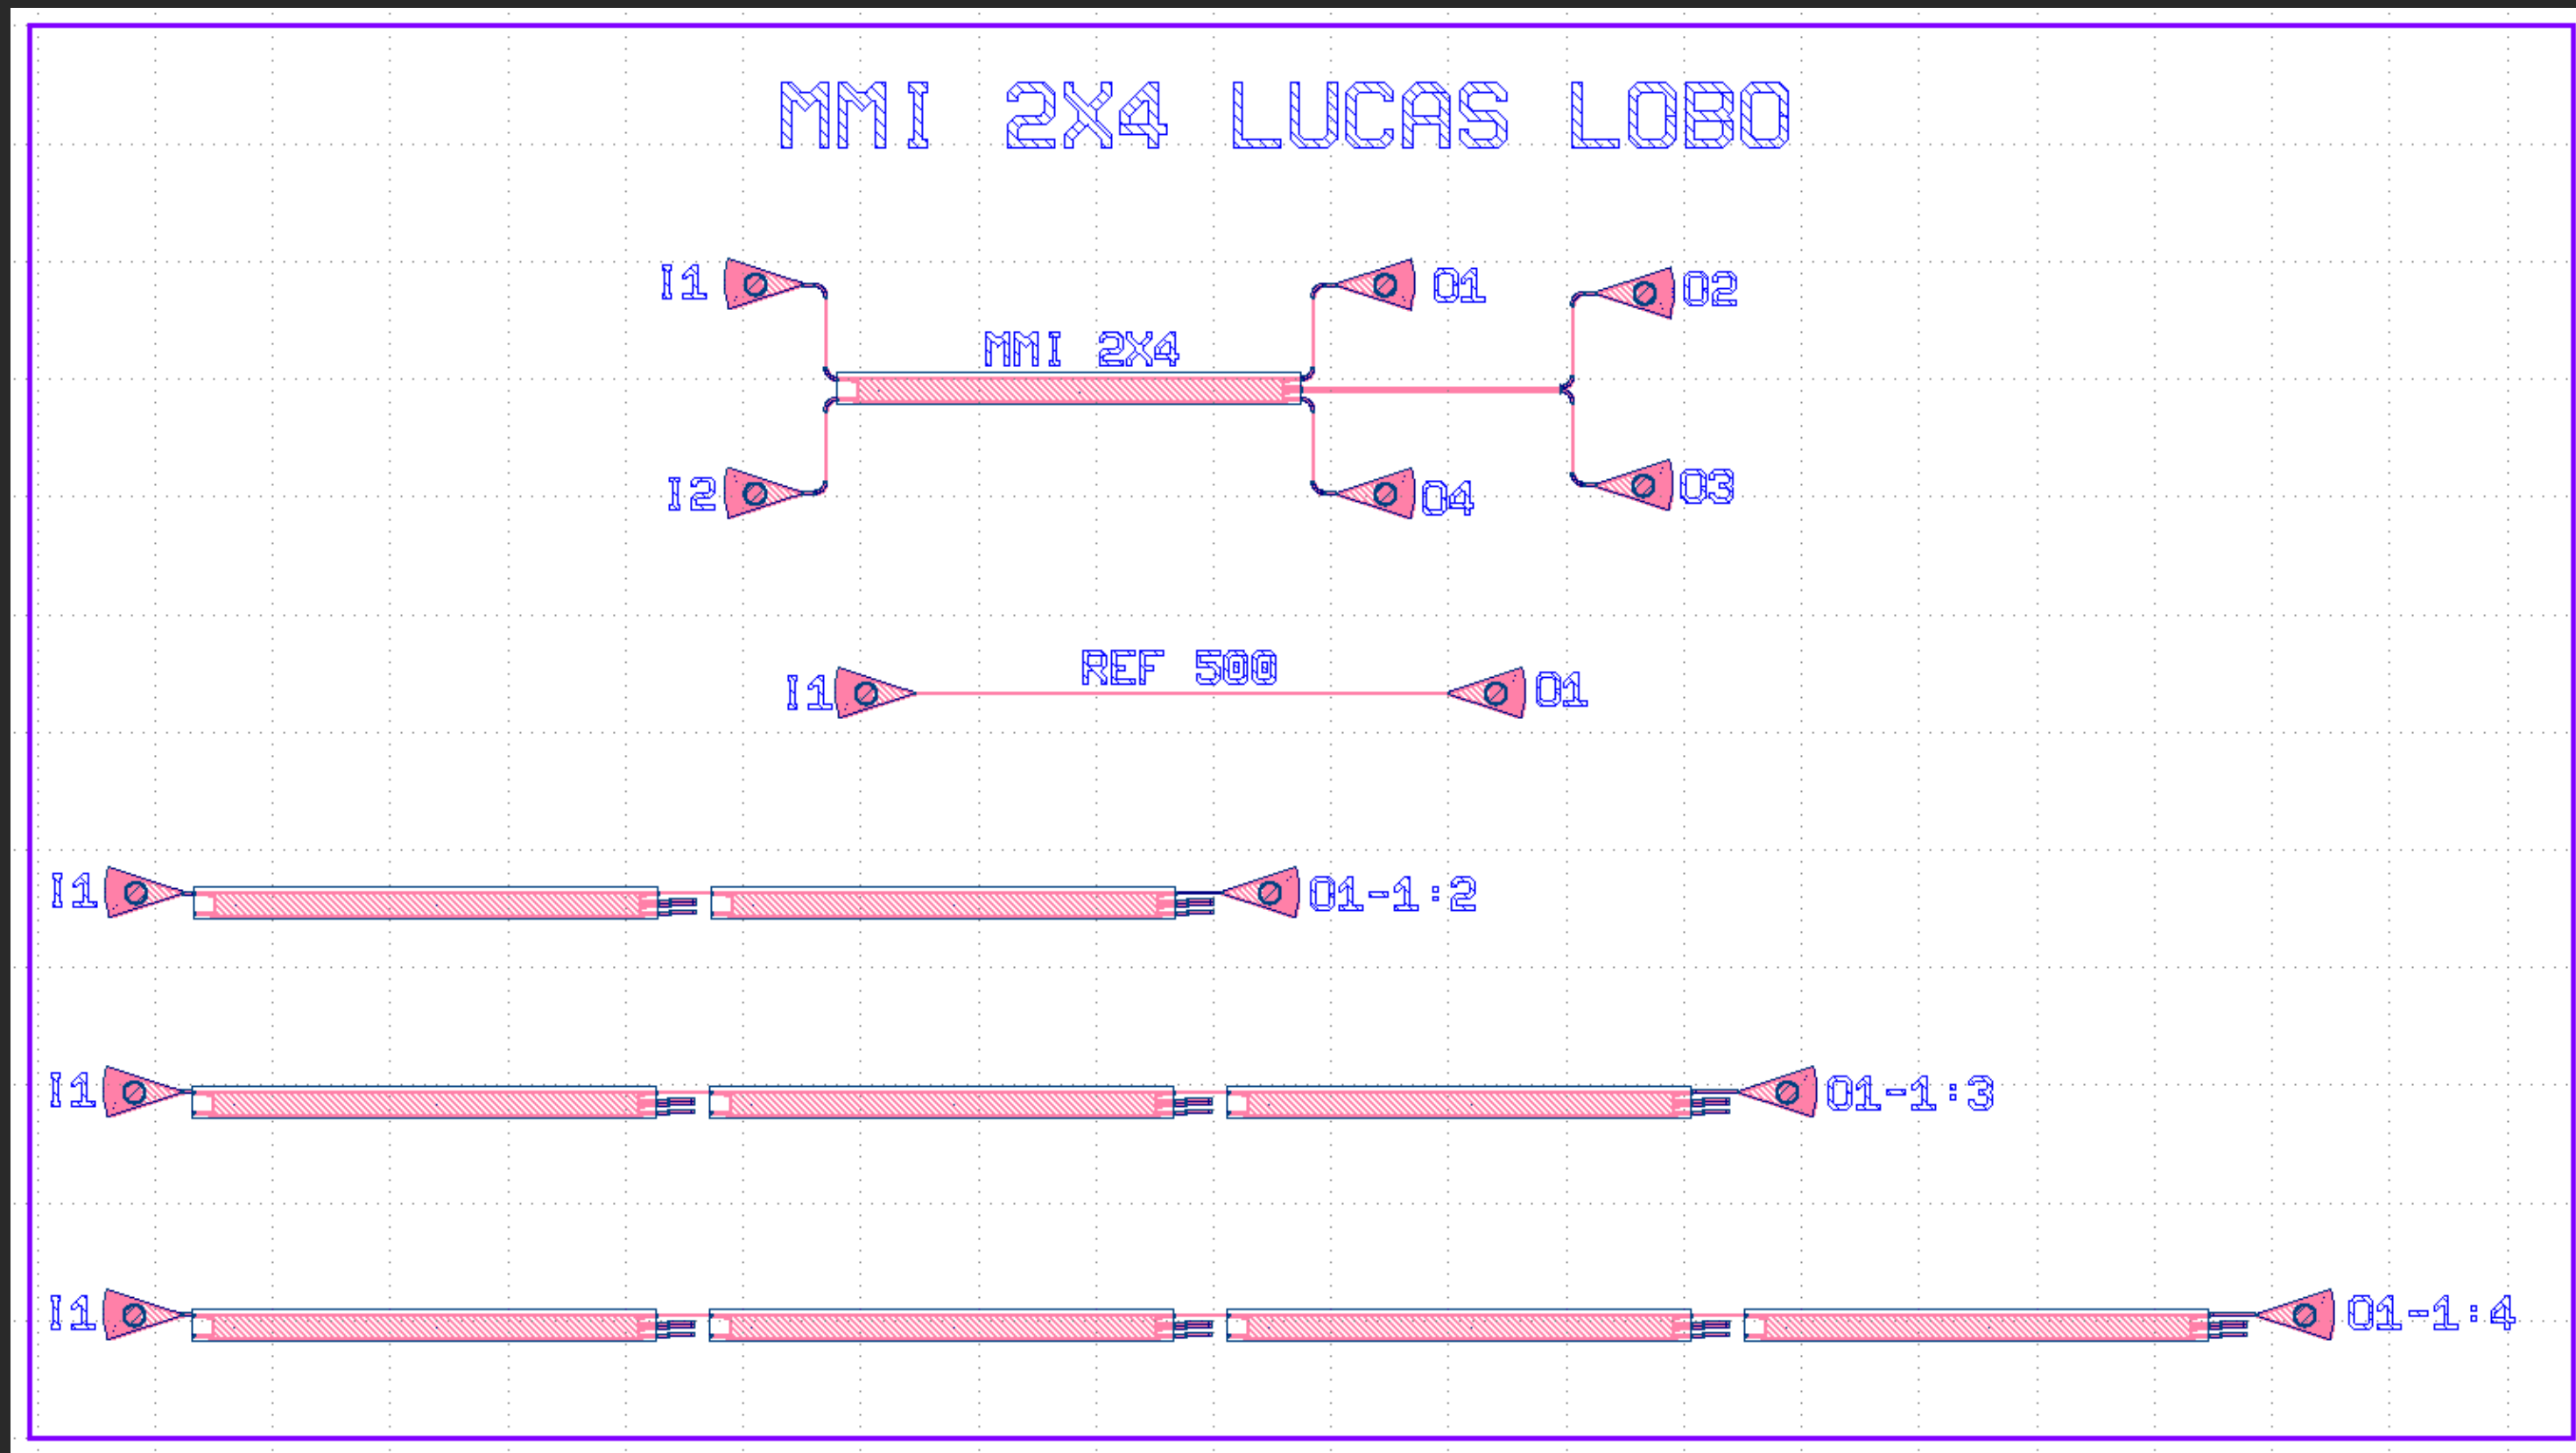 MMI 2X4 LUCAS LOBO
I1 O1 O2
MMI 2X4
I2 O4 O3
REF 500
I1 O1
I1 O1-1:2
I1 O1-1:3
I1 O1-1:4